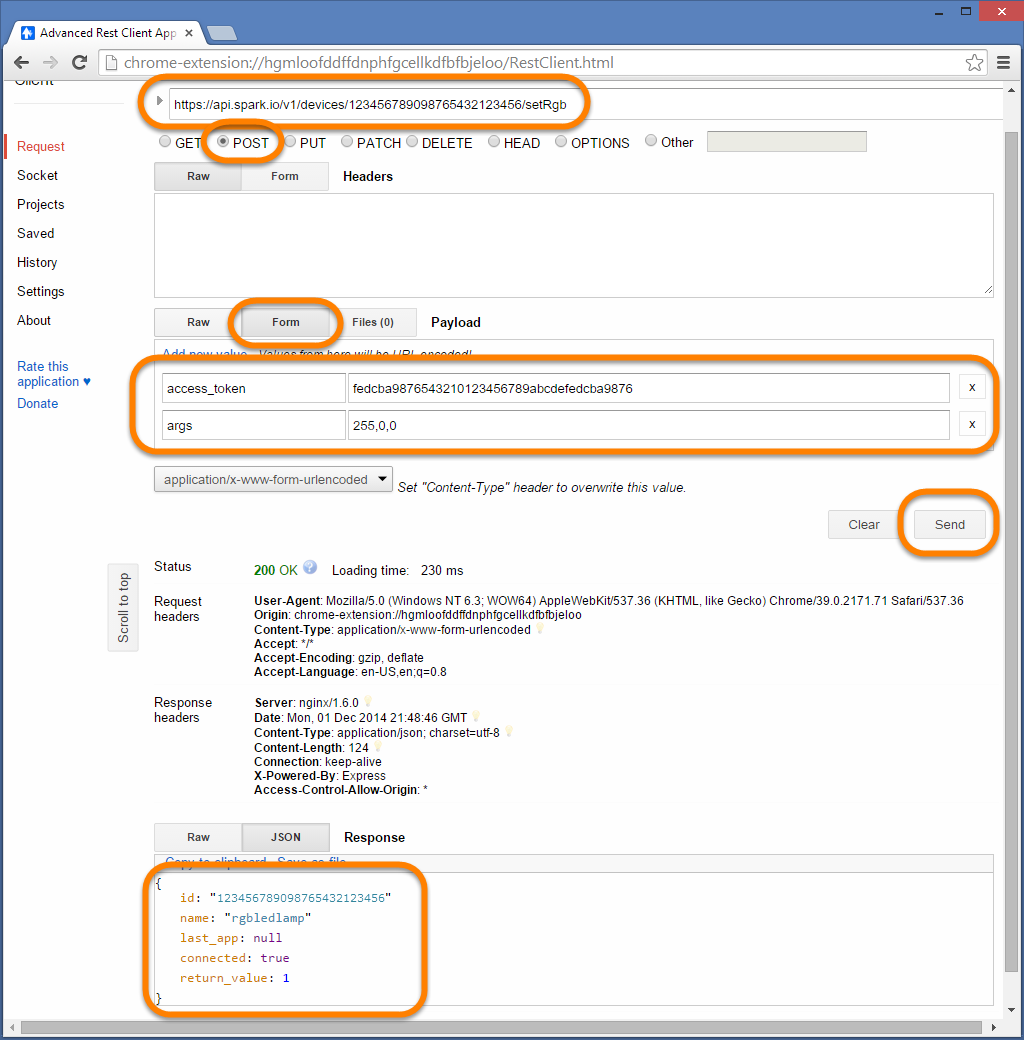 Advanced Rest Client App
chrome-extension://hgmloofddffdnphfgcellkdfbfbjeloo/RestClient.html
Client
https://api.spark.io/v1/devices/123456789098765432123456/setRgb
GET POST PUT PATCH DELETE HEAD OPTIONS Other
Request
Socket
Projects
Saved
History
Settings
About
Rate this
application ♥
Donate
Raw Form Headers
Raw Form Files (0) Payload
Add new value Values from here will be URL encoded!
access_token fedcba9876543210123456789abcdefedcba9876 x
args 255,0,0 x
application/x-www-form-urlencoded Set "Content-Type" header to overwrite this value.
Clear Send
Scroll to top
Status 200 OK ? Loading time: 230 ms
Request
headers
User-Agent: Mozilla/5.0 (Windows NT 6.3; WOW64) AppleWebKit/537.36 (KHTML, like Gecko) Chrome/39.0.2171.71 Safari/537.36
Origin: chrome-extension://hgmloofddffdnphfgcellkdfbfbjeloo
Content-Type: application/x-www-form-urlencoded
Accept: */*
Accept-Encoding: gzip, deflate
Accept-Language: en-US,en;q=0.8
Response
headers
Server: nginx/1.6.0
Date: Mon, 01 Dec 2014 21:48:46 GMT
Content-Type: application/json; charset=utf-8
Content-Length: 124
Connection: keep-alive
X-Powered-By: Express
Access-Control-Allow-Origin: *
Raw JSON Response
Copy to clipboard Save as file
{
id: "123456789098765432123456"
name: "rgbledlamp"
last_app: null
connected: true
return_value: 1
}